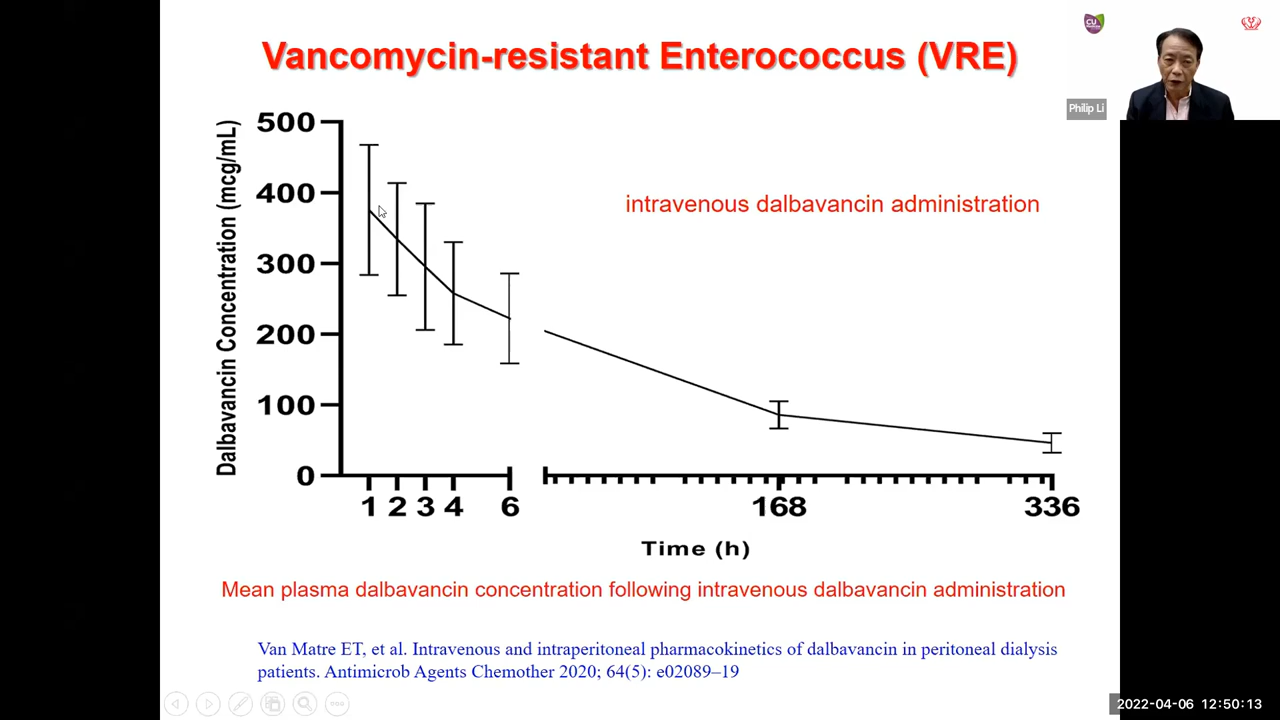 Vancomycin-resistant Enterococcus (VRE)
CU
Philip Li
Dalbavancin Concentration (mcg/mL)
500
400
300
200
100
0
intravenous dalbavancin administration
1 2 3 4 6 168 336
Time (h)
Mean plasma dalbavancin concentration following intravenous dalbavancin administration
Van Matre ET, et al. Intravenous and intraperitoneal pharmacokinetics of dalbavancin in peritoneal dialysis
patients. Antimicrob Agents Chemother 2020; 64(5): e02089–19
2022-04-06 12:50:13